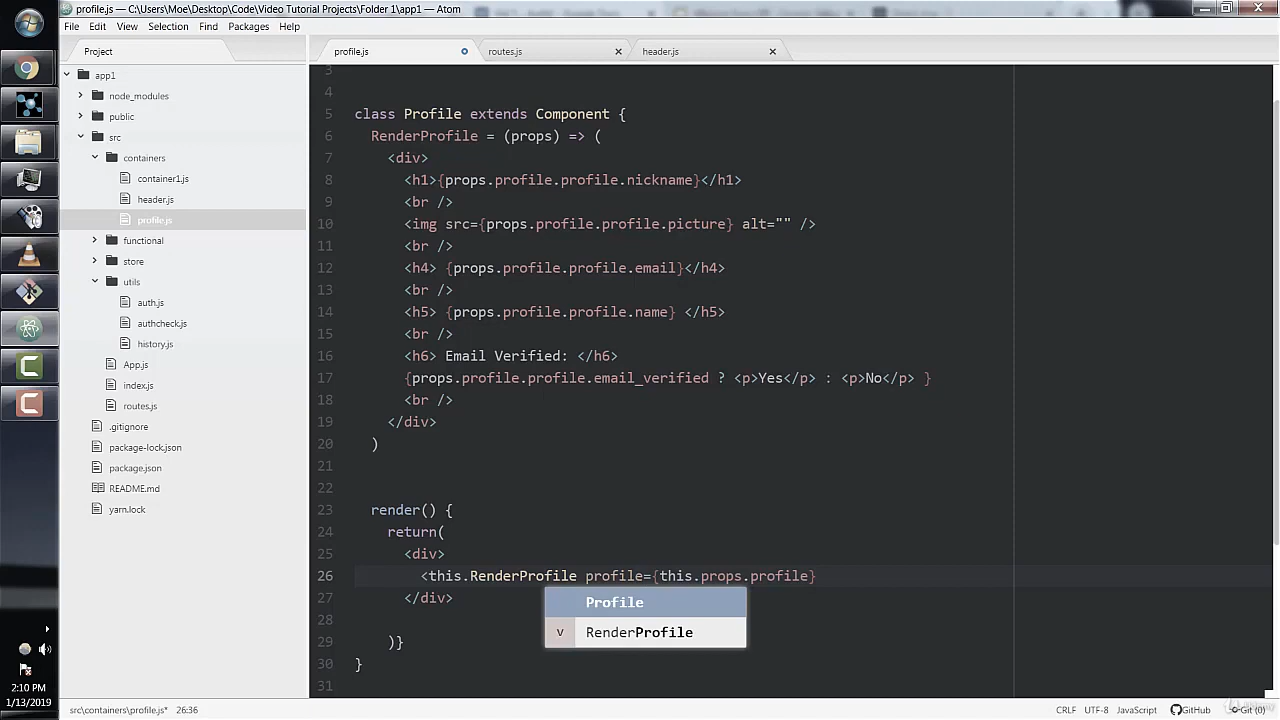 profile.js — C:\Users\Moe\Desktop\Code\Video Tutorial Projects\Folder 1\app1 — Atom
File Edit View Selection Find Packages Help
Project
profile.js
routes.js
header.js
app1
node_modules
public
src
containers
container1.js
header.js
profile.js
functional
store
utils
auth.js
authcheck.js
history.js
App.js
index.js
routes.js
.gitignore
package-lock.json
package.json
README.md
yarn.lock
3
4
5 class Profile extends Component {
6 RenderProfile = (props) => (
7 <div>
8 <h1>{props.profile.profile.nickname}</h1>
9 <br />
10 <img src={props.profile.profile.picture} alt="" />
11 <br />
12 <h4> {props.profile.profile.email}</h4>
13 <br />
14 <h5> {props.profile.profile.name} </h5>
15 <br />
16 <h6> Email Verified: </h6>
17 {props.profile.profile.email_verified ? <p>Yes</p> : <p>No</p> }
18 <br />
19 </div>
20 )
21
22
23 render() {
24 return(
25 <div>
26 <this.RenderProfile profile={this.props.profile}
27 </div>
28
29 )}
30 }
31
Profile
v RenderProfile
2:10 PM
1/13/2019
src\containers\profile.js* 26:36
CRLF UTF-8 JavaScript GitHub Git (0)